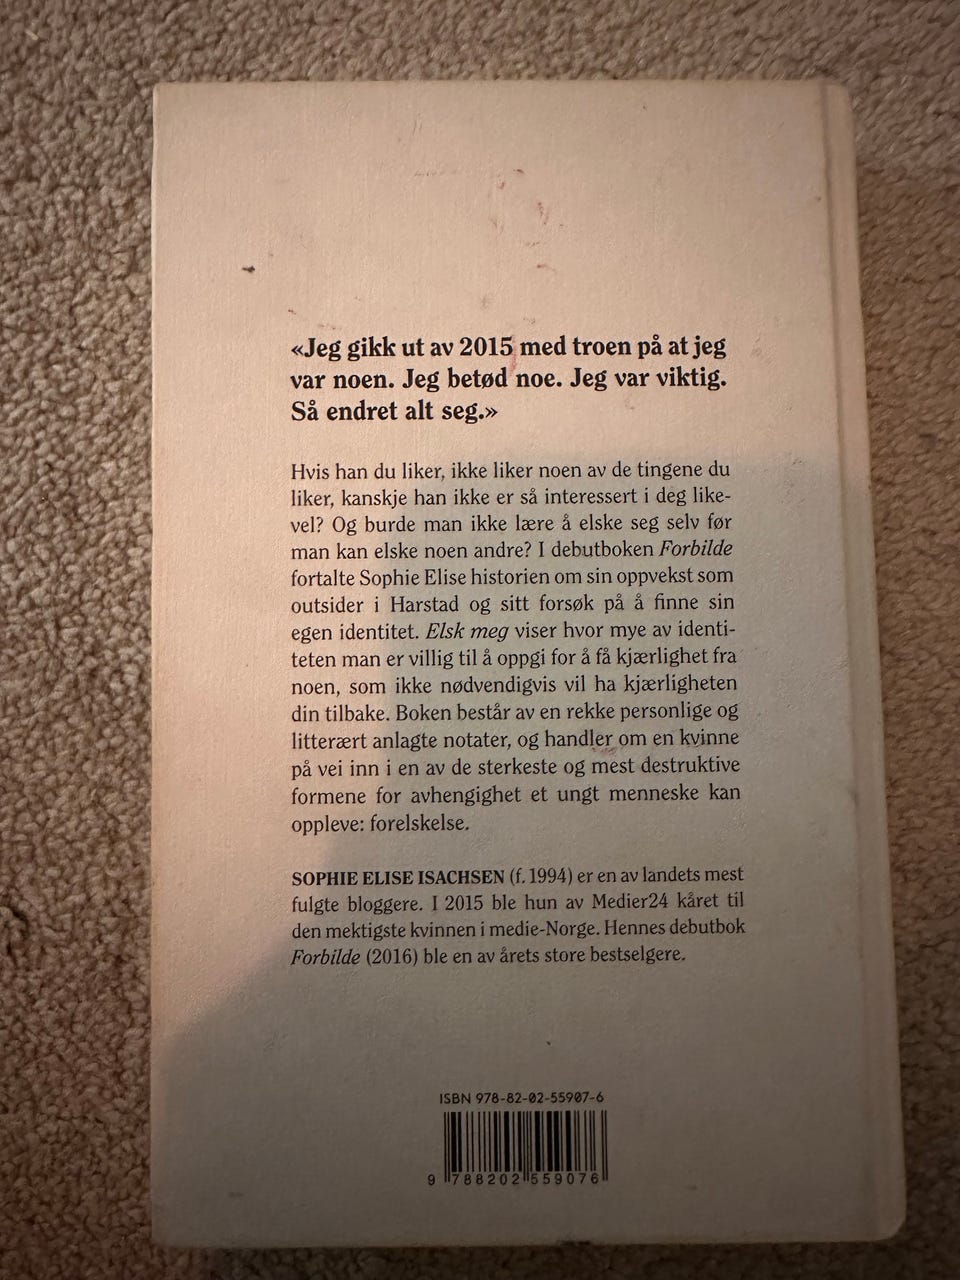 «Jeg gikk ut av 2015 med troen på at jeg
var noen. Jeg betød noe. Jeg var viktig.
Så endret alt seg.»
Hvis han du liker, ikke liker noen av de tingene du
liker, kanskje han ikke er så interessert i deg like-
vel? Og burde man ikke lære å elske seg selv før
man kan elske noen andre? I debutboken Forbilde
fortalte Sophie Elise historien om sin oppvekst som
outsider i Harstad og sitt forsøk på å finne sin
egen identitet. Elsk meg viser hvor mye av identi-
teten man er villig til å oppgi for å få kjærlighet fra
noen, som ikke nødvendigvis vil ha kjærligheten
din tilbake. Boken består av en rekke personlige og
litterært anlagte notater, og handler om en kvinne
på vei inn i en av de sterkeste og mest destruktive
formene for avhengighet et ungt menneske kan
oppleve: forelskelse.
SOPHIE ELISE ISACHSEN (f. 1994) er en av landets mest
fulgte bloggere. I 2015 ble hun av Medier24 kåret til
den mektigste kvinnen i medie-Norge. Hennes debutbok
Forbilde (2016) ble en av årets store bestselgere.
ISBN 978-82-02-55907-6
9 788202 559076